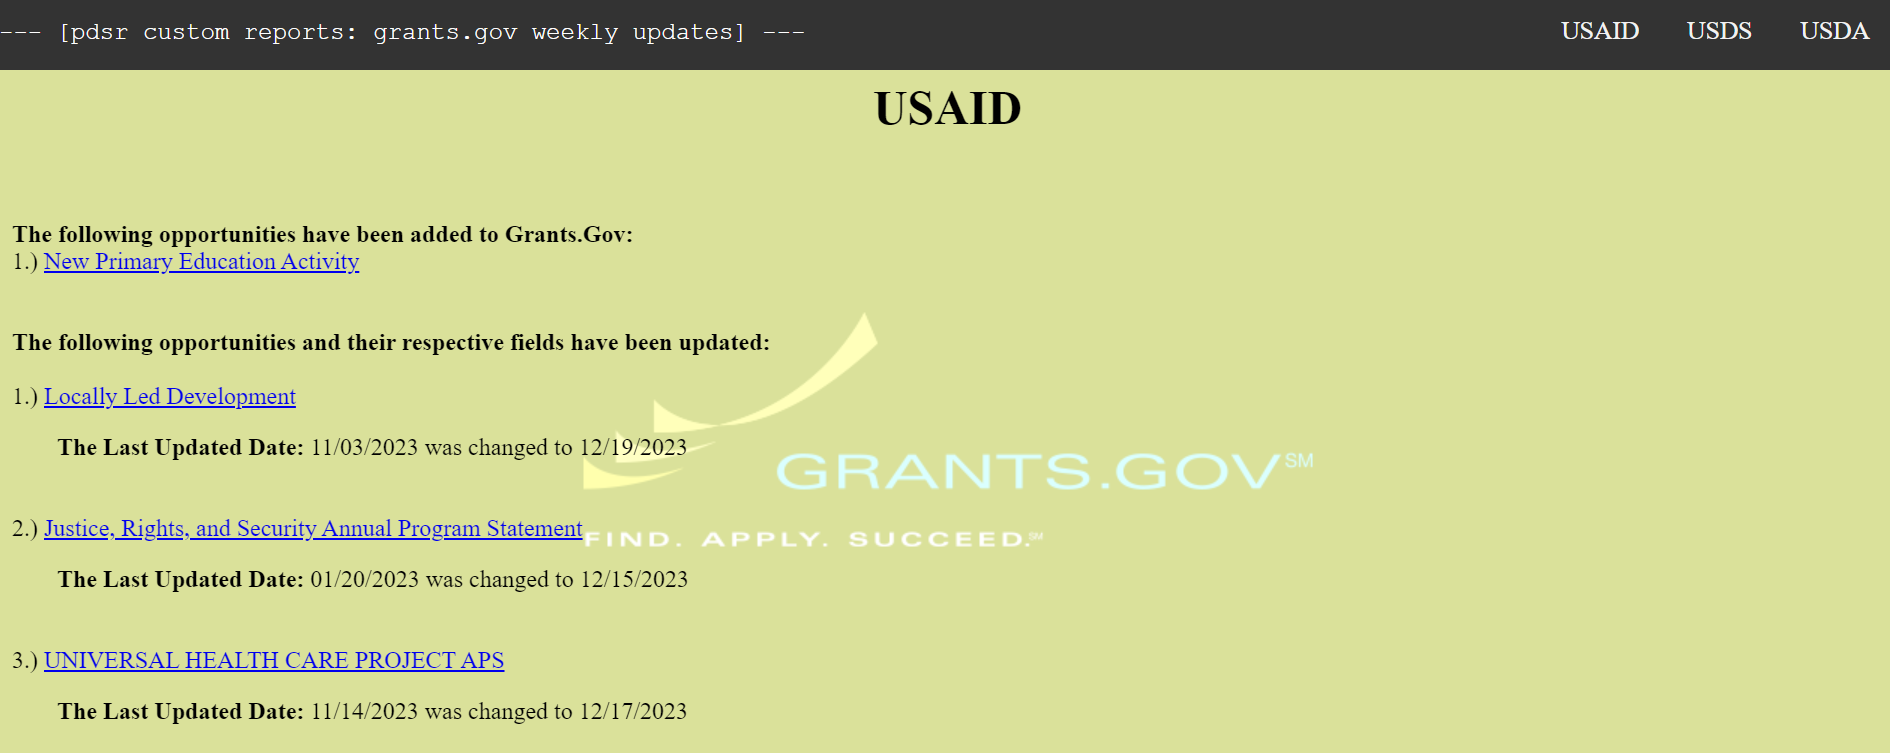 --- [pdsr custom reports: grants.gov weekly updates] ---
USAID USDS USDA
USAID
The following opportunities have been added to Grants.Gov:
1.) New Primary Education Activity
The following opportunities and their respective fields have been updated:
1.) Locally Led Development
The Last Updated Date: 11/03/2023 was changed to 12/19/2023
GRANTS.GOV℠
2.) Justice, Rights, and Security Annual Program Statement
FIND. APPLY. SUCCEED.℠
The Last Updated Date: 01/20/2023 was changed to 12/15/2023
3.) UNIVERSAL HEALTH CARE PROJECT APS
The Last Updated Date: 11/14/2023 was changed to 12/17/2023